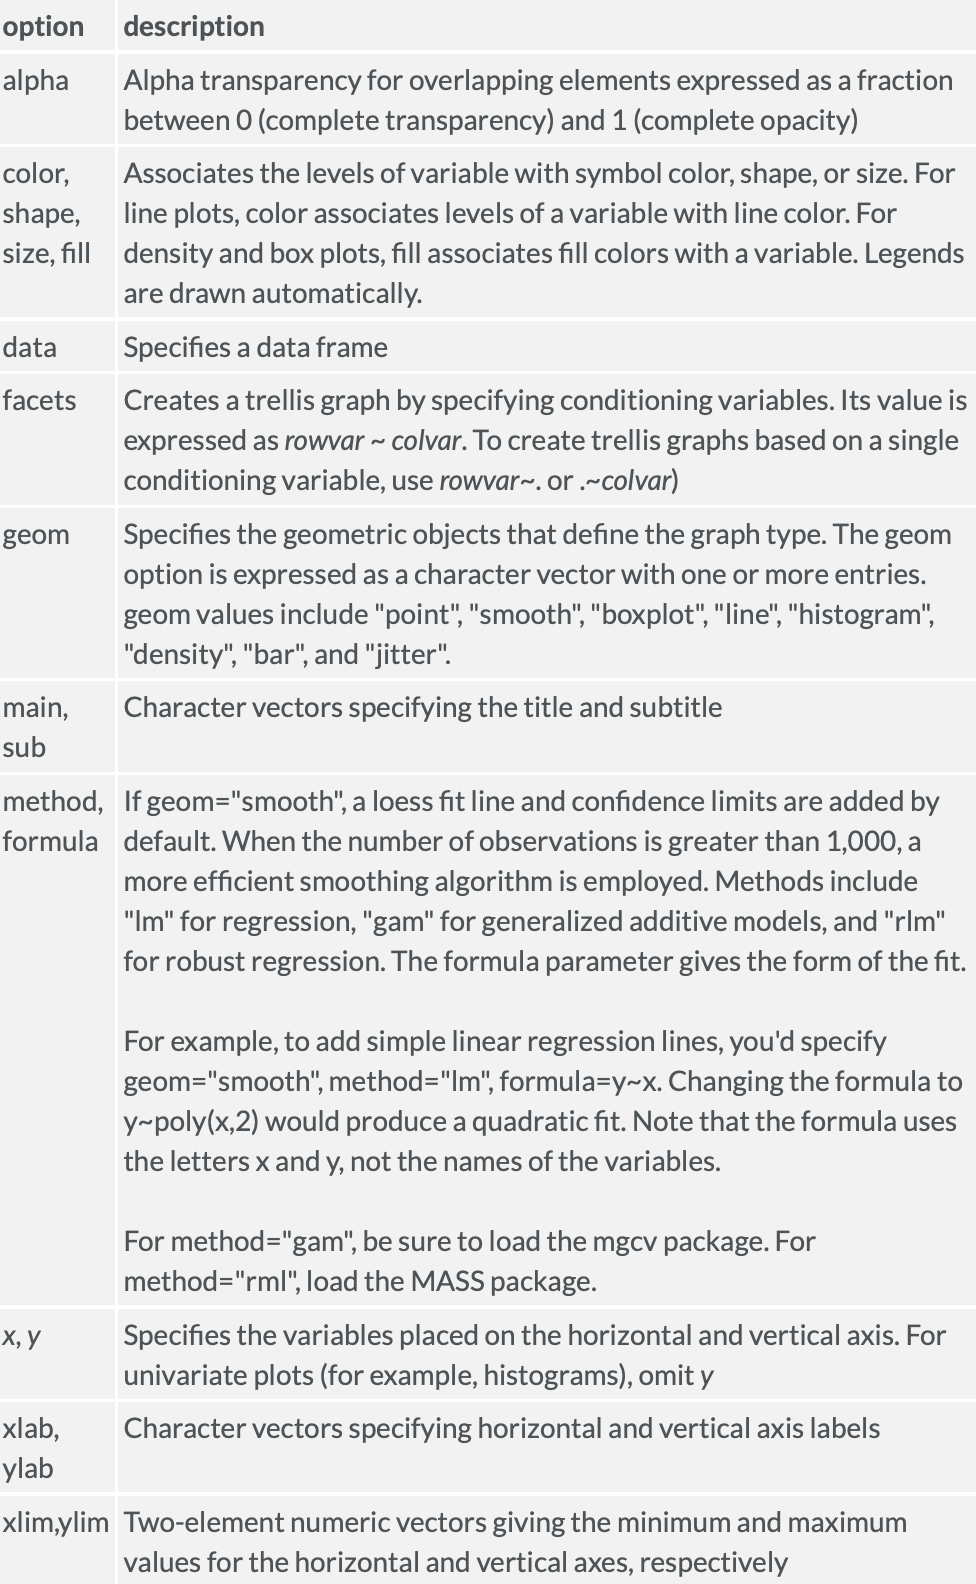 option description
alpha Alpha transparency for overlapping elements expressed as a fraction
between 0 (complete transparency) and 1 (complete opacity)
color, Associates the levels of variable with symbol color, shape, or size. For
shape, line plots, color associates levels of a variable with line color. For
size, fill density and box plots, fill associates fill colors with a variable. Legends
are drawn automatically.
data Specifies a data frame
facets Creates a trellis graph by specifying conditioning variables. Its value is
expressed as rowvar ~ colvar. To create trellis graphs based on a single
conditioning variable, use rowvar~. or .~colvar)
geom Specifies the geometric objects that define the graph type. The geom
option is expressed as a character vector with one or more entries.
geom values include "point", "smooth", "boxplot", "line", "histogram",
"density", "bar", and "jitter".
main, Character vectors specifying the title and subtitle
sub
method, If geom="smooth", a loess fit line and confidence limits are added by
formula default. When the number of observations is greater than 1,000, a
more efficient smoothing algorithm is employed. Methods include
"lm" for regression, "gam" for generalized additive models, and "rlm"
for robust regression. The formula parameter gives the form of the fit.
For example, to add simple linear regression lines, you'd specify
geom="smooth", method="lm", formula=y~x. Changing the formula to
y~poly(x,2) would produce a quadratic fit. Note that the formula uses
the letters x and y, not the names of the variables.
For method="gam", be sure to load the mgcv package. For
method="rml", load the MASS package.
x, y Specifies the variables placed on the horizontal and vertical axis. For
univariate plots (for example, histograms), omit y
xlab, Character vectors specifying horizontal and vertical axis labels
ylab
xlim,ylim Two-element numeric vectors giving the minimum and maximum
values for the horizontal and vertical axes, respectively